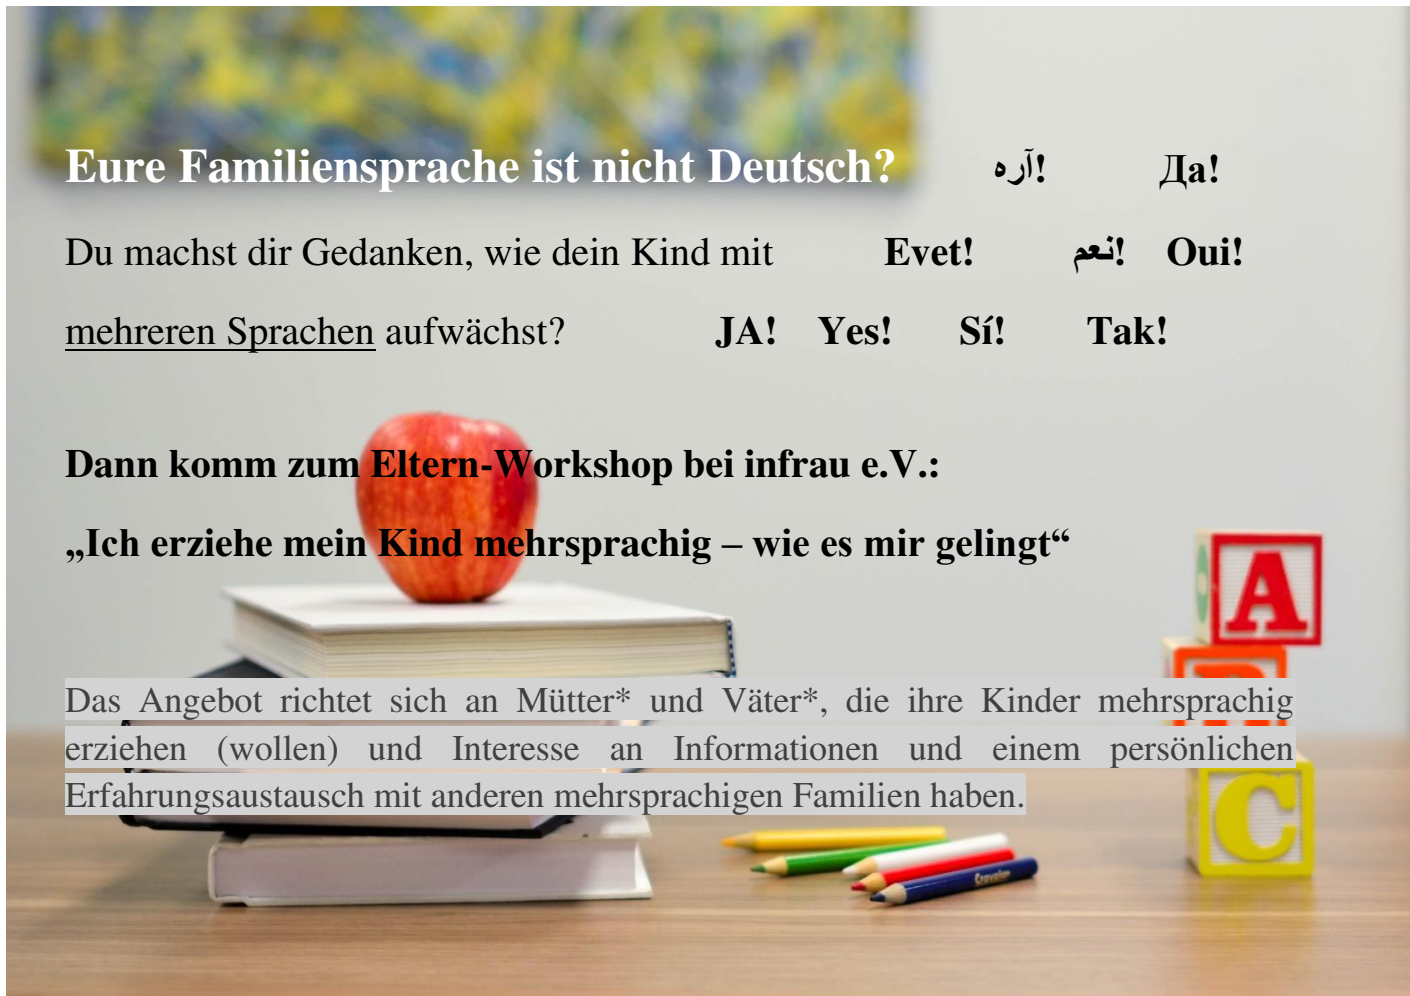 Eure Familiensprache ist nicht Deutsch? آره! Да!
Du machst dir Gedanken, wie dein Kind mit Evet! نعم! Oui!
mehreren Sprachen aufwächst? JA! Yes! Sí! Tak!
Dann komm zum Eltern-Workshop bei infrau e.V.:
„Ich erziehe mein Kind mehrsprachig – wie es mir gelingt“
A
Das Angebot richtet sich an Mütter* und Väter*, die ihre Kinder mehrsprachig
erziehen (wollen) und Interesse an Informationen und einem persönlichen
Erfahrungsaustausch mit anderen mehrsprachigen Familien haben.
C
Crayola